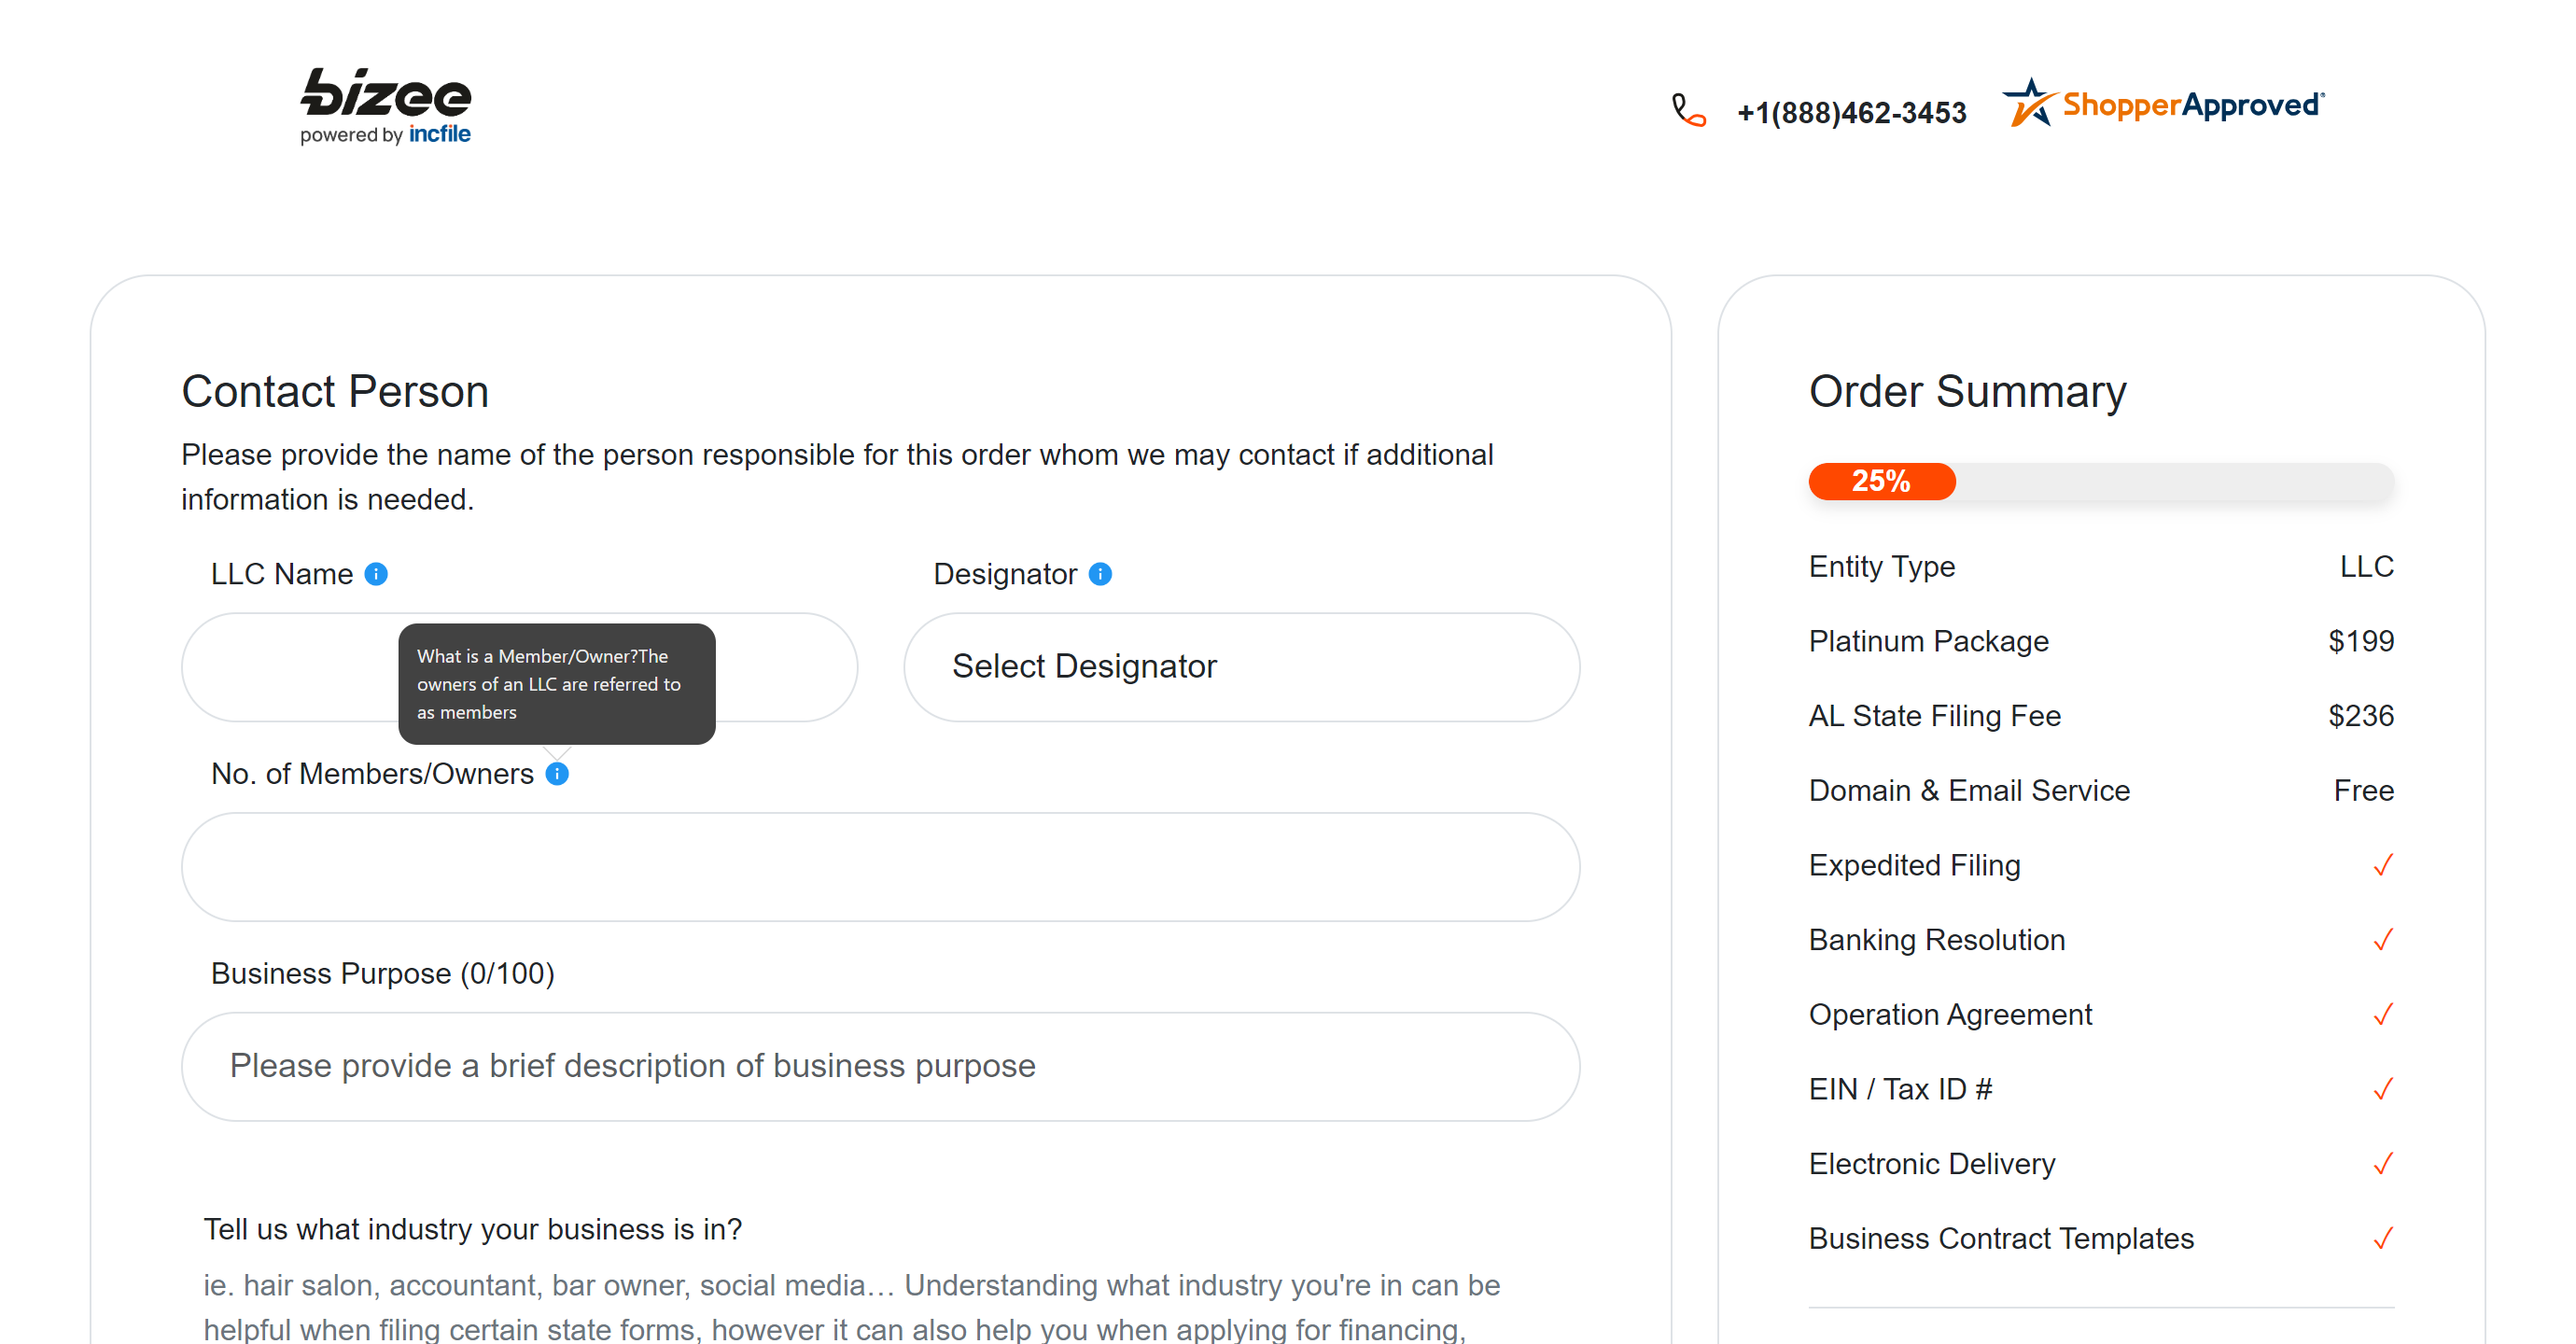 bizee
powered by incfile
+1(888)462-3453
ShopperApproved®
Contact Person
Please provide the name of the person responsible for this order whom we may contact if additional
information is needed.
LLC Name
Designator
Select Designator
What is a Member/Owner?The
owners of an LLC are referred to
as members
No. of Members/Owners
Business Purpose (0/100)
Please provide a brief description of business purpose
Tell us what industry your business is in?
ie. hair salon, accountant, bar owner, social media… Understanding what industry you're in can be
helpful when filing certain state forms, however it can also help you when applying for financing,
Order Summary
25%
Entity Type LLC
Platinum Package $199
AL State Filing Fee $236
Domain & Email Service Free
Expedited Filing ✓
Banking Resolution ✓
Operation Agreement ✓
EIN / Tax ID # ✓
Electronic Delivery ✓
Business Contract Templates ✓